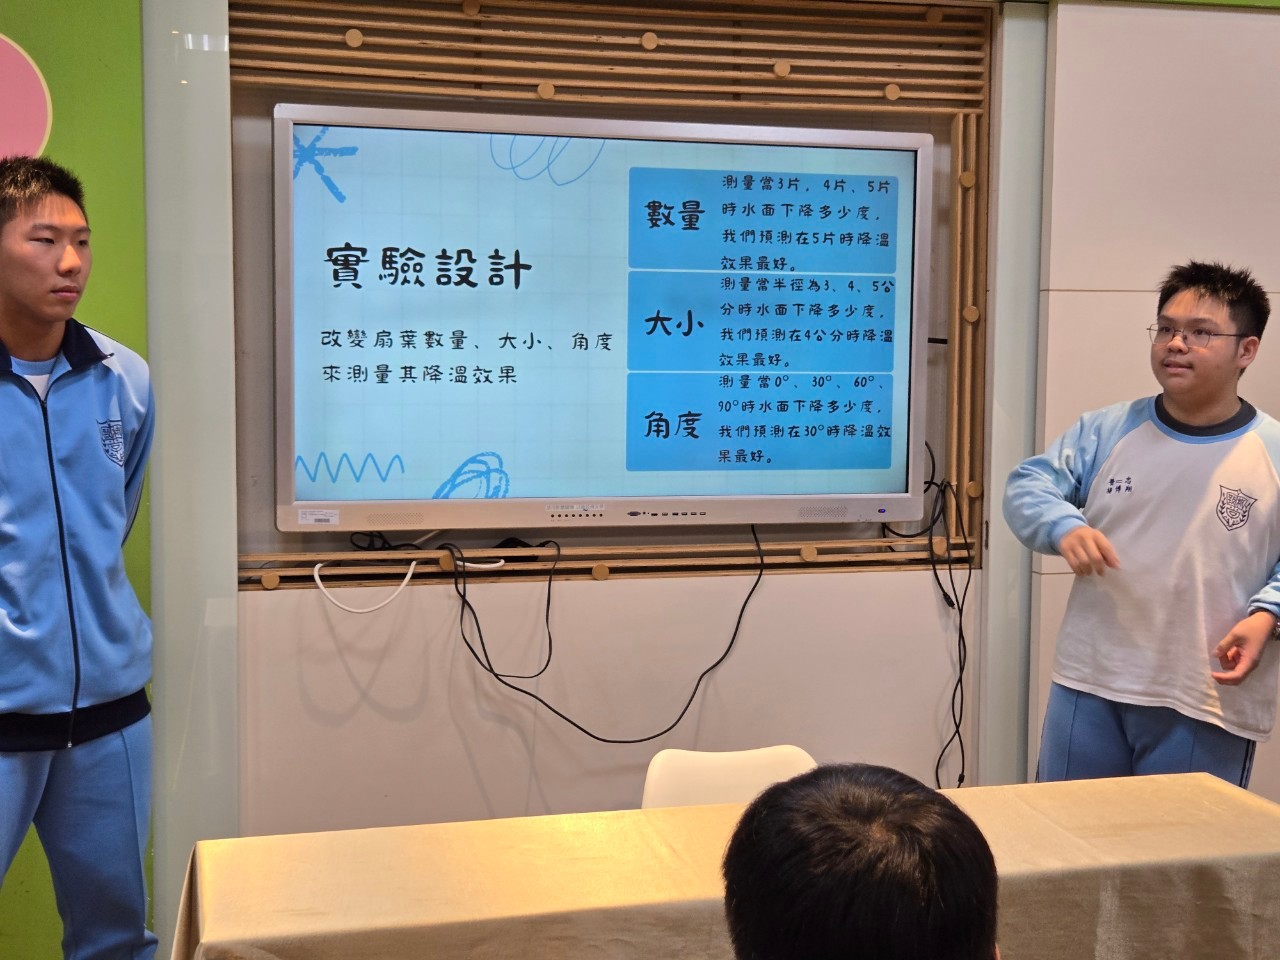 實驗設計
改變扇葉數量、大小、角度
來測量其降溫效果
數量
測量當3片，4片、5片
時水面下降多少度，
我們預測在5片時降溫
效果最好。
大小
測量當半徑為3、4、5公
分時水面下降多少度，
我們預測在4公分時降溫
效果最好。
角度
測量當0°、30°、60°、
90°時水面下降多少度，
我們預測在30°時降溫效
果最好。